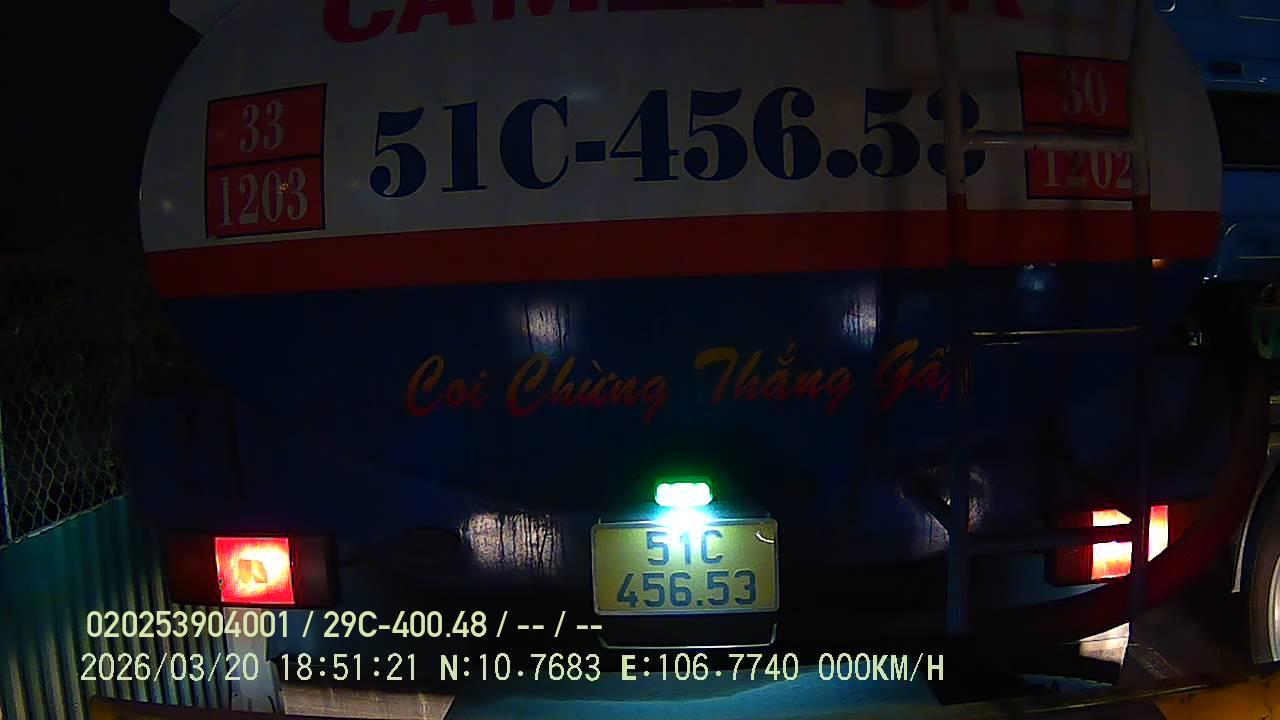 33
1203
51C-456.53
30
1202
Coi Chừng Thắng Gấp
51C
456.53
020253904001 / 29C-400.48 / -- / --
2026/03/20 18:51:21 N:10.7683 E:106.7740 000KM/H